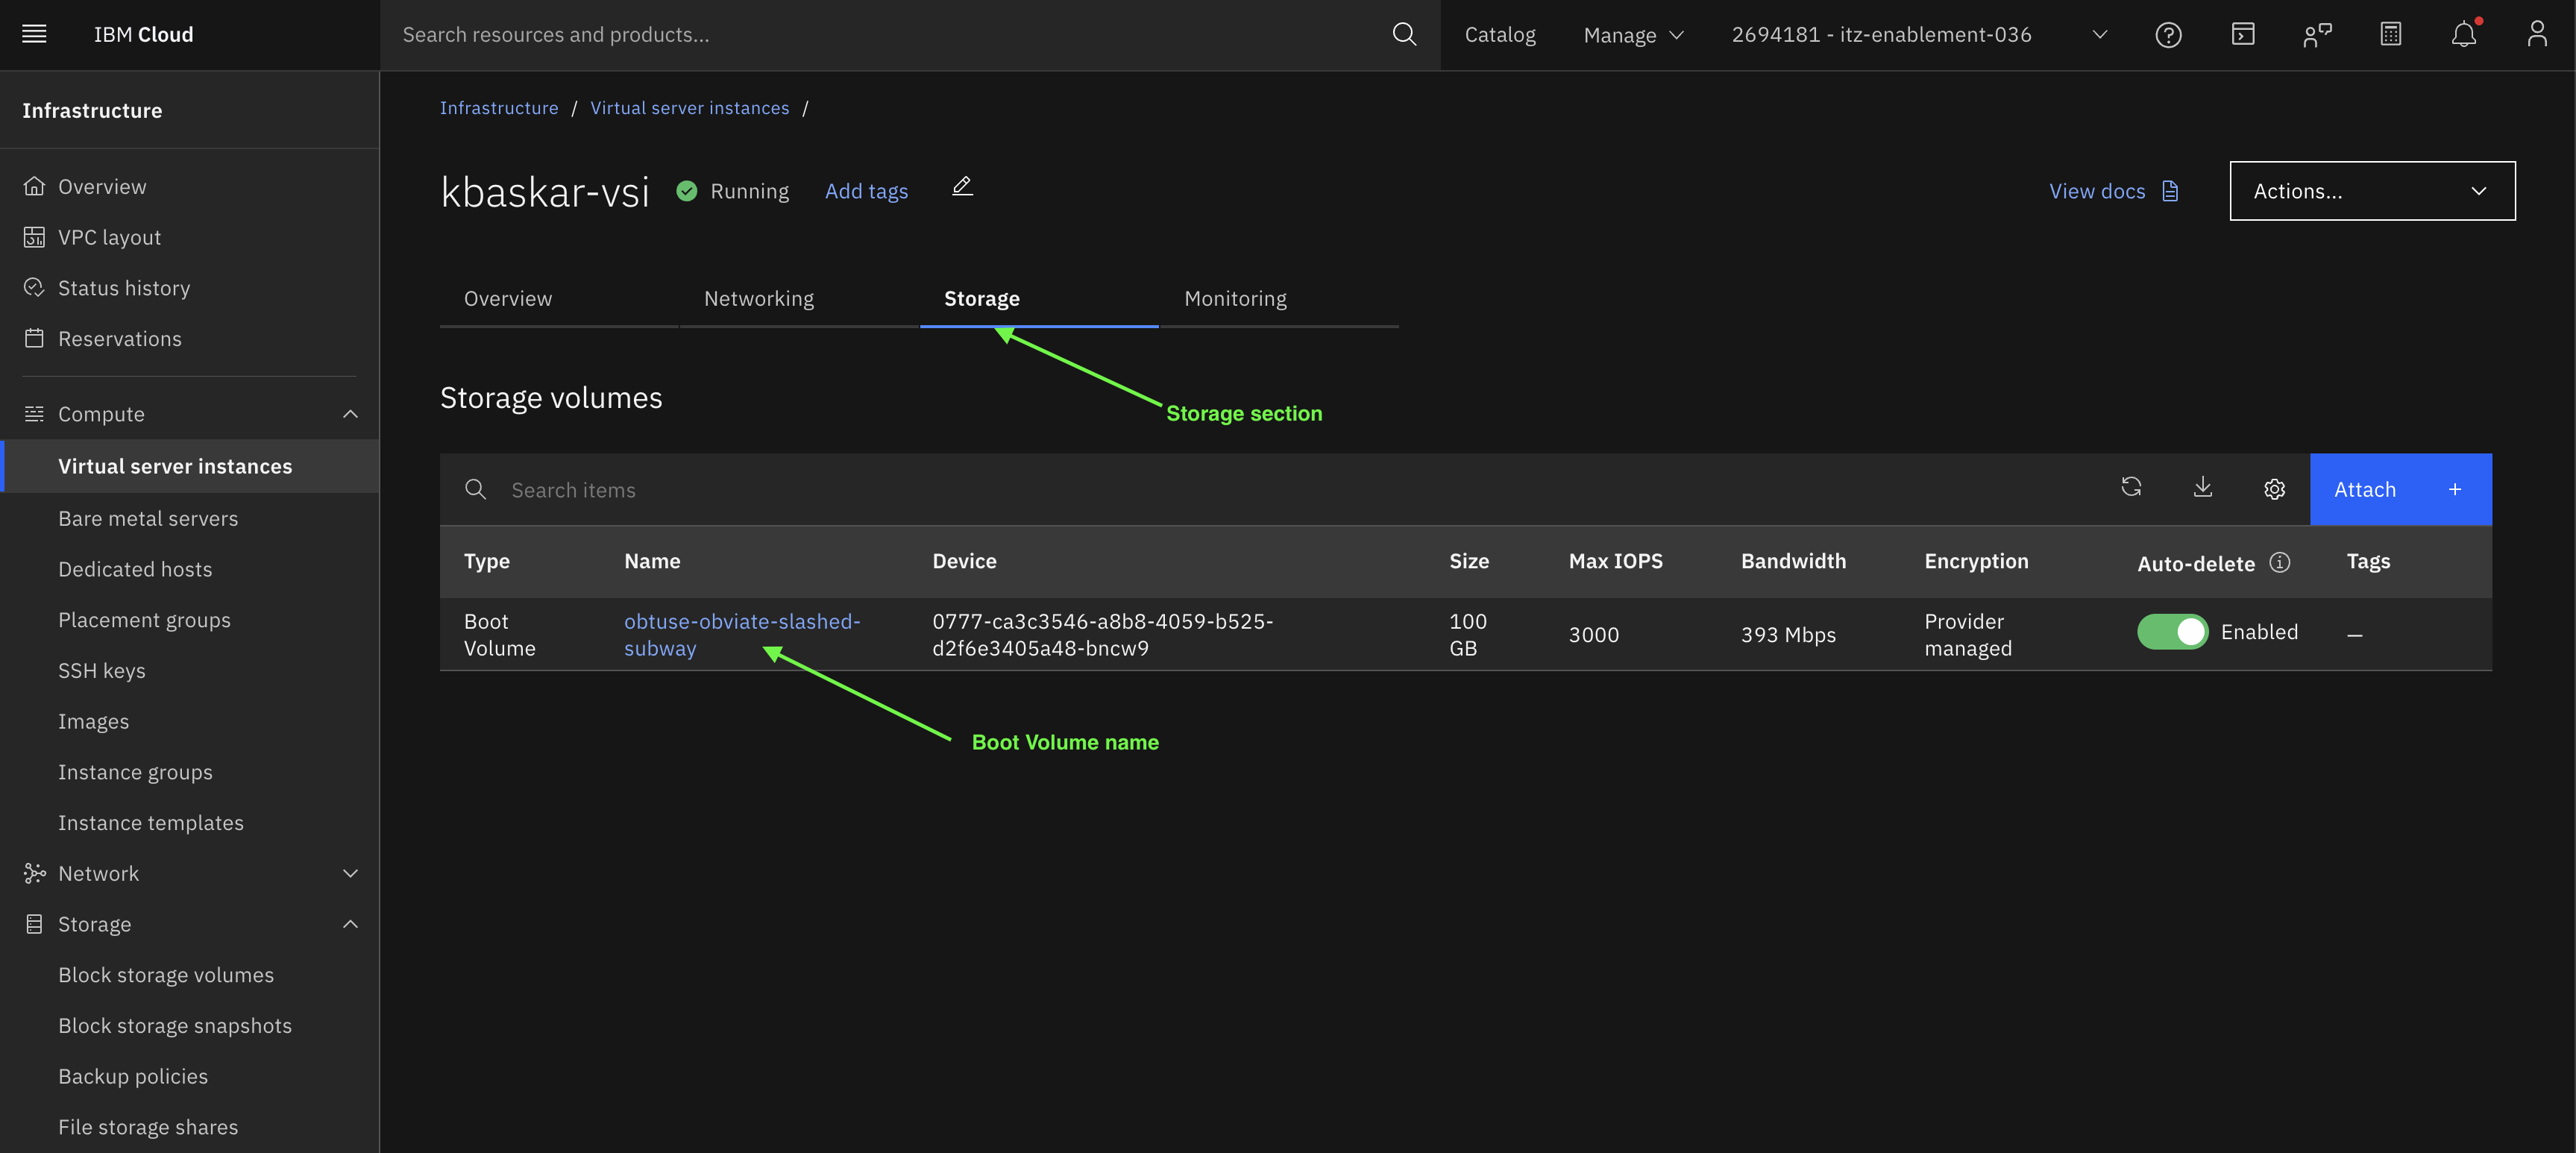 IBM Cloud
Search resources and products...
Catalog
Manage
2694181 - itz-enablement-036
Infrastructure
Overview
VPC layout
Status history
Reservations
Compute
Virtual server instances
Bare metal servers
Dedicated hosts
Placement groups
SSH keys
Images
Instance groups
Instance templates
Network
Storage
Block storage volumes
Block storage snapshots
Backup policies
File storage shares
Infrastructure / Virtual server instances /
kbaskar-vsi
Running
Add tags
View docs
Actions...
Overview
Networking
Storage
Monitoring
Storage section
Storage volumes
Search items
Attach +
Type
Name
Device
Size
Max IOPS
Bandwidth
Encryption
Auto-delete
Tags
Boot
Volume
obtuse-obviate-slashed-
subway
0777-ca3c3546-a8b8-4059-b525-
d2f6e3405a48-bncw9
100
GB
3000
393 Mbps
Provider
managed
Enabled
—
Boot Volume name